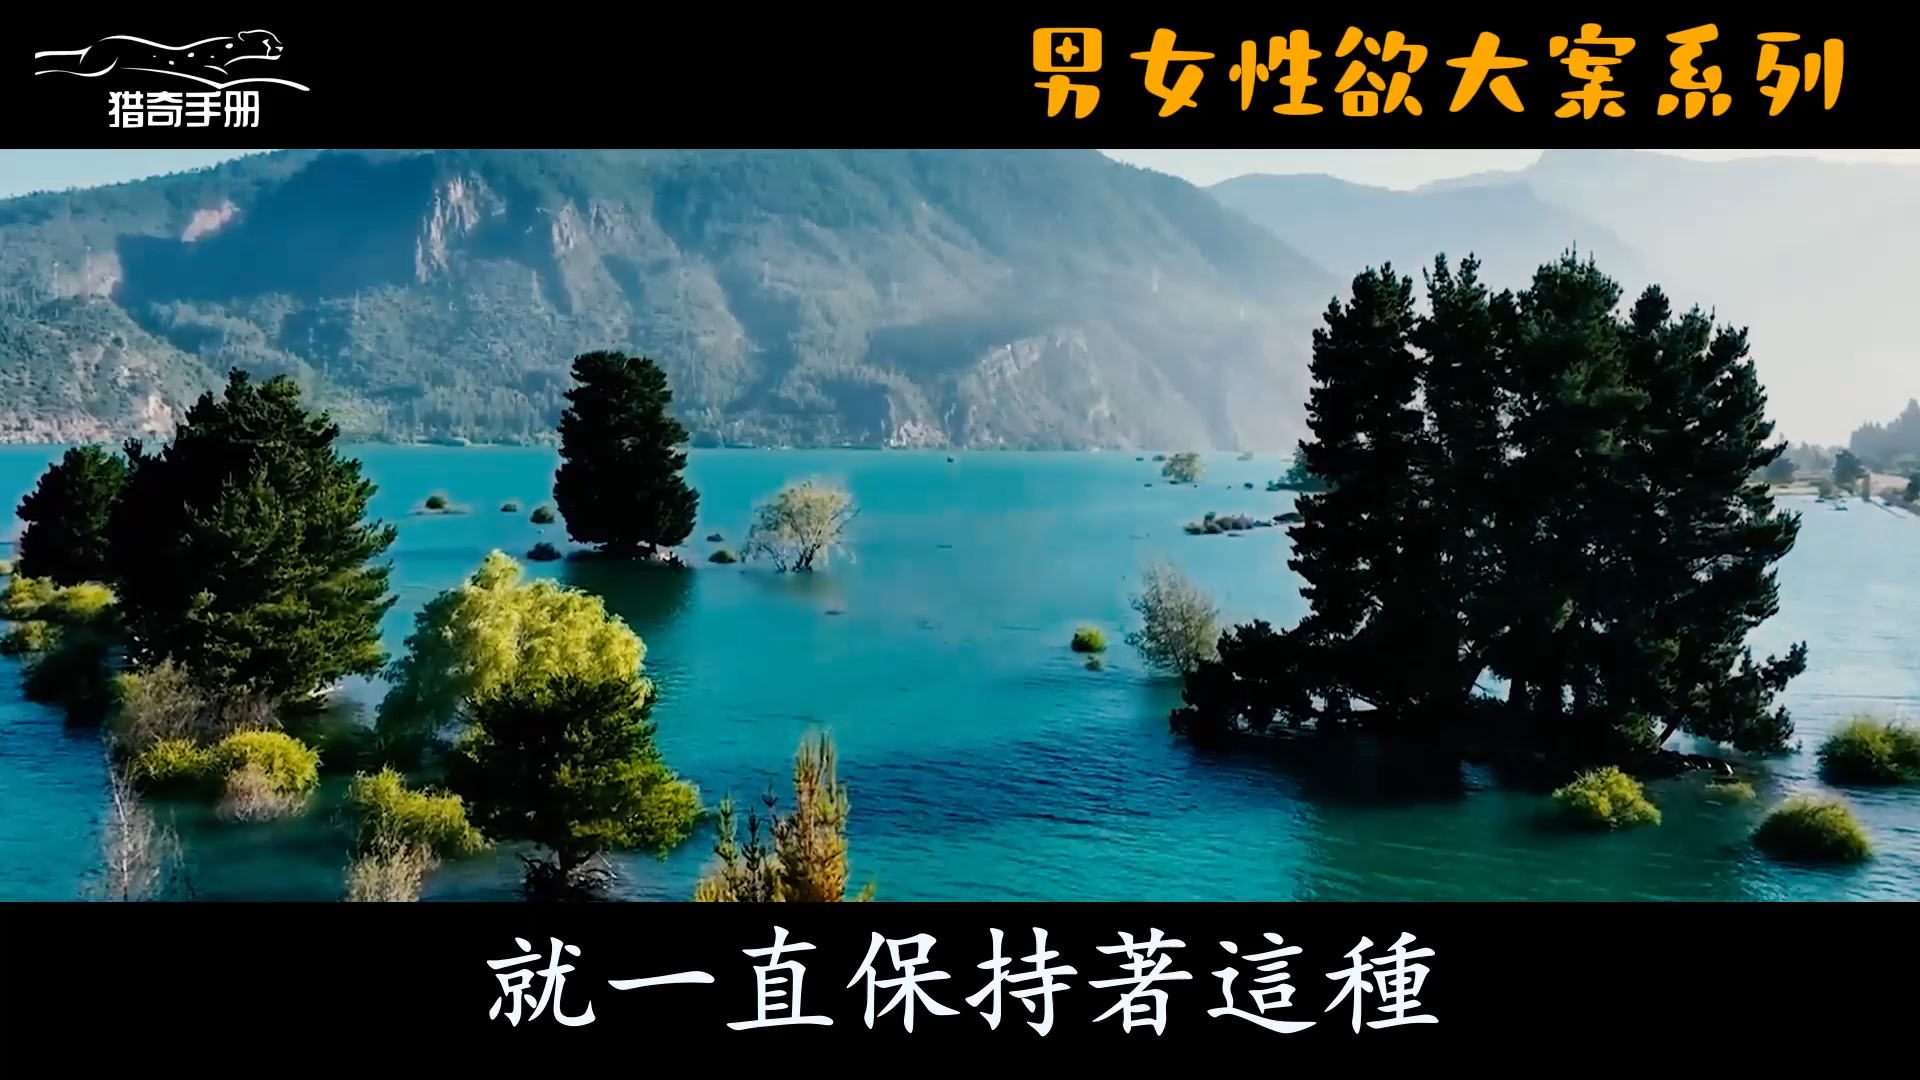 猎奇手册
男女性欲大案系列
就一直保持著這種